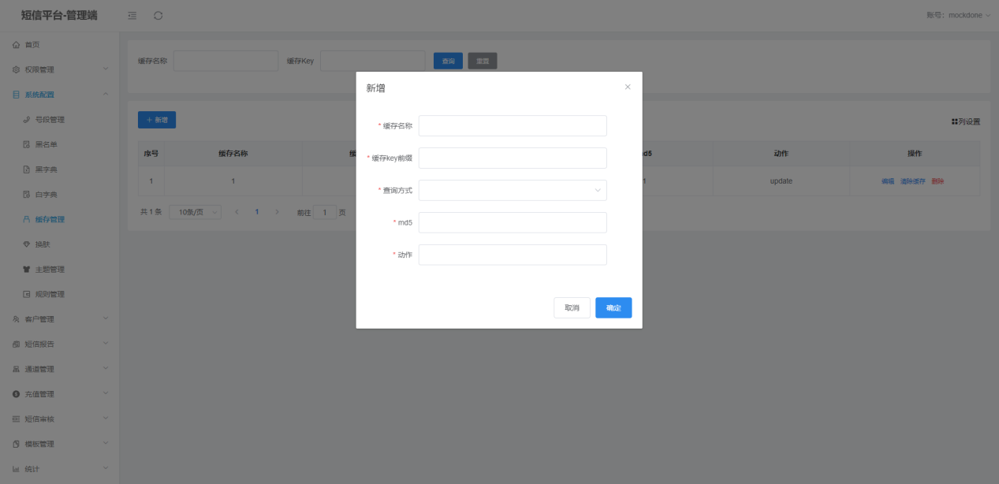 短信平台-管理端
账号：mockdone
首页
权限管理
系统配置
号段管理
黑名单
黑字典
白字典
缓存管理
换肤
主题管理
规则管理
客户管理
短信报告
通道管理
充值管理
短信审核
模板管理
统计
缓存名称
缓存Key
查询
重置
+ 新增
列设置
序号
缓存名称
缓
md5
动作
操作
1
1
1
update
编辑 清除缓存 删除
共 1 条
10条/页
1
前往 1 页
新增
* 缓存名称
* 缓存key前缀
* 查询方式
* md5
* 动作
取消
确定